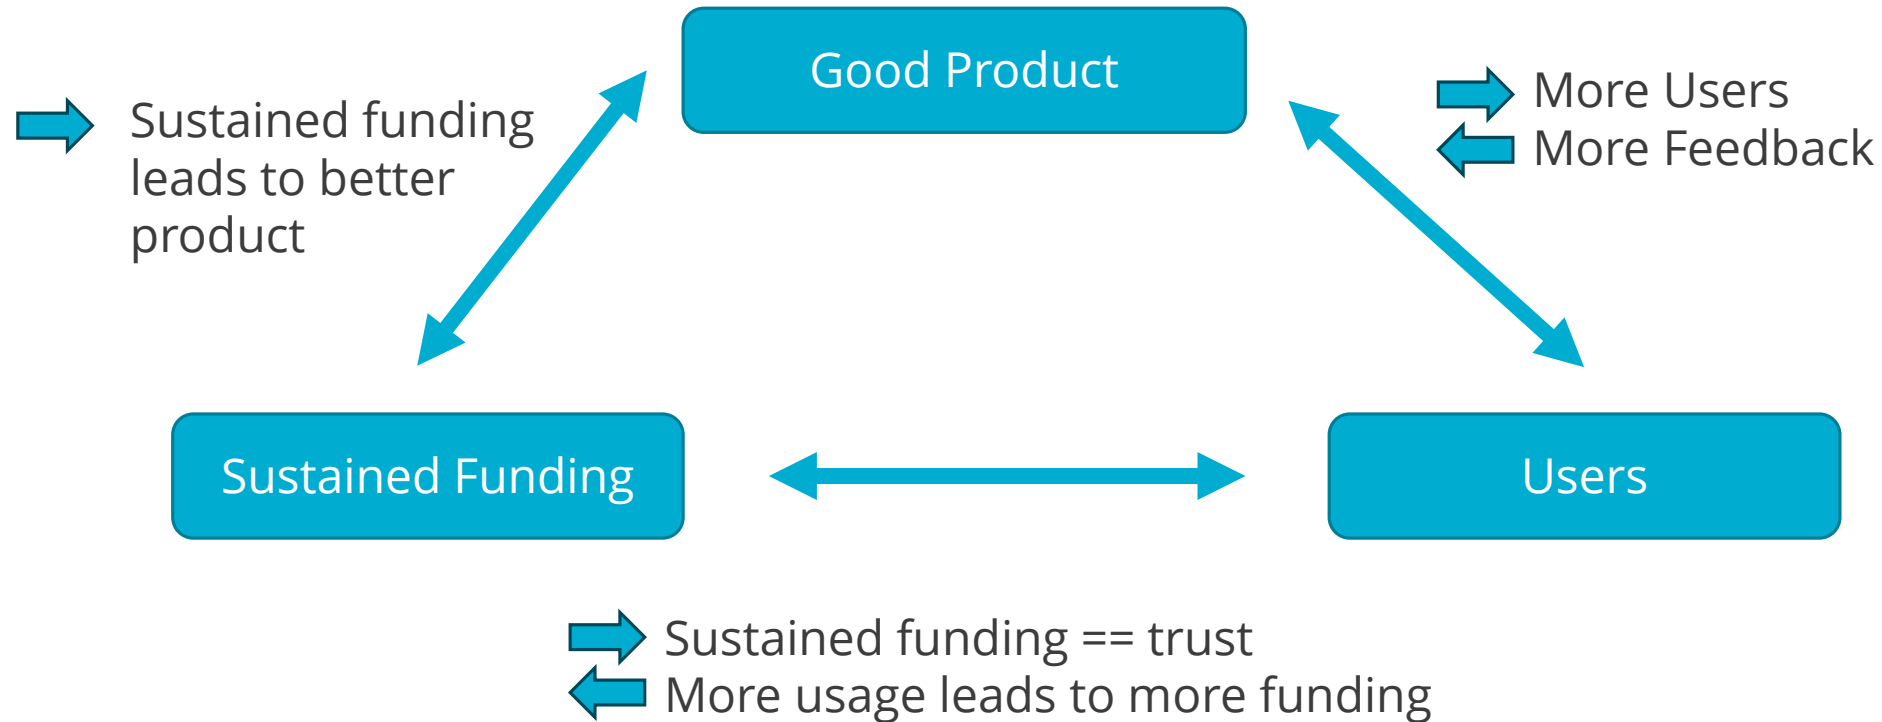 Good Product
Sustained funding
leads to better
product
More Users
More Feedback
Sustained Funding
Users
Sustained funding == trust
More usage leads to more funding